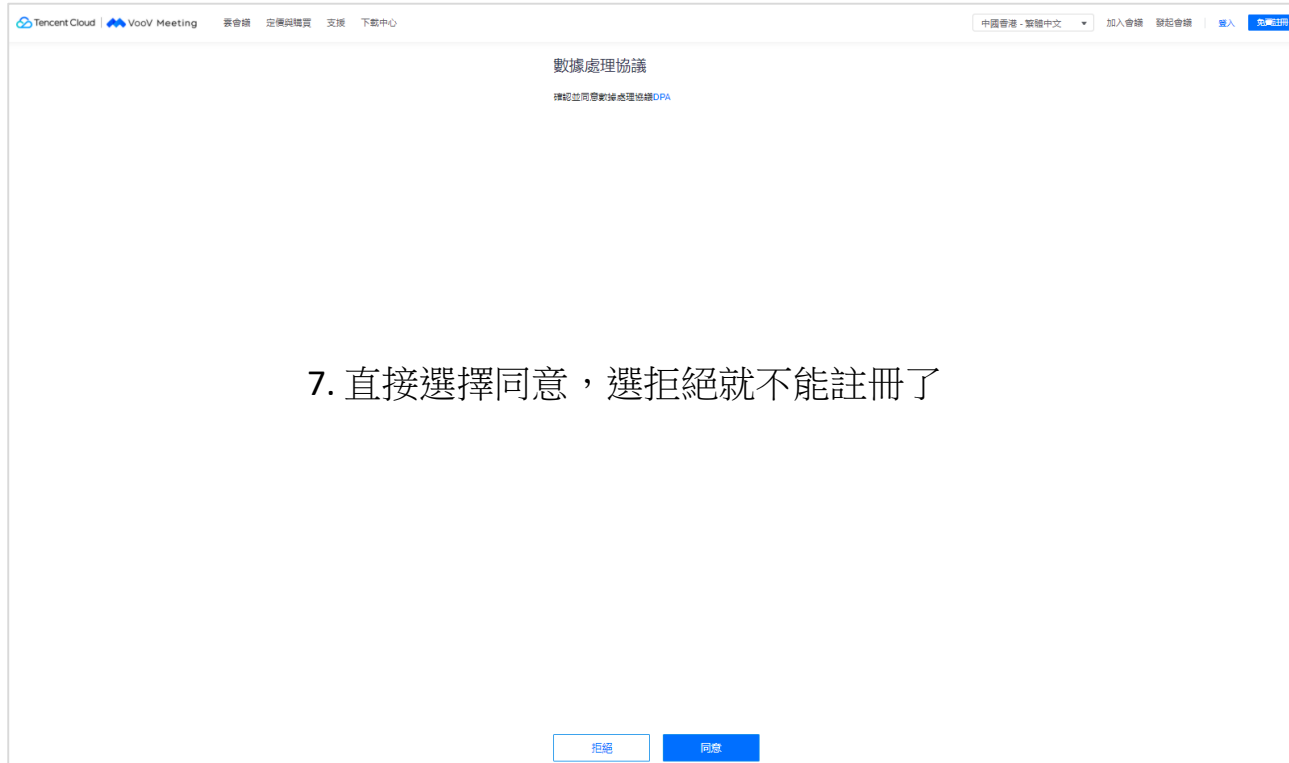 Tencent Cloud | VooV Meeting 雲會議 定價與購買 支援 下載中心 中國香港 - 繁體中文 加入會議 發起會議 | 登入 免費註冊
數據處理協議
確認並同意數據處理協議DPA
7. 直接選擇同意，選拒絕就不能註冊了
拒絕 同意